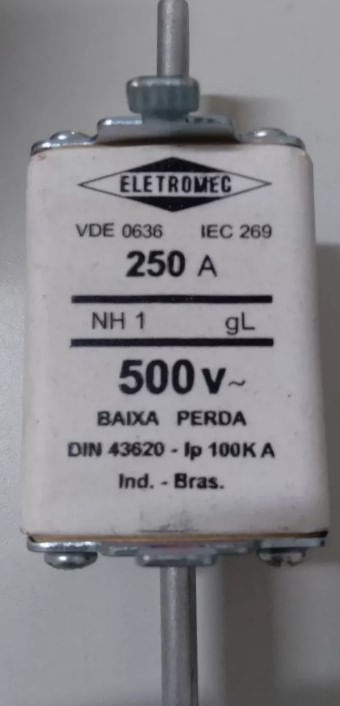 ELETROMEC
VDE 0636 IEC 269
250 A
NH 1 gL
500 v~
BAIXA PERDA
DIN 43620 - Ip 100K A
Ind. - Bras.